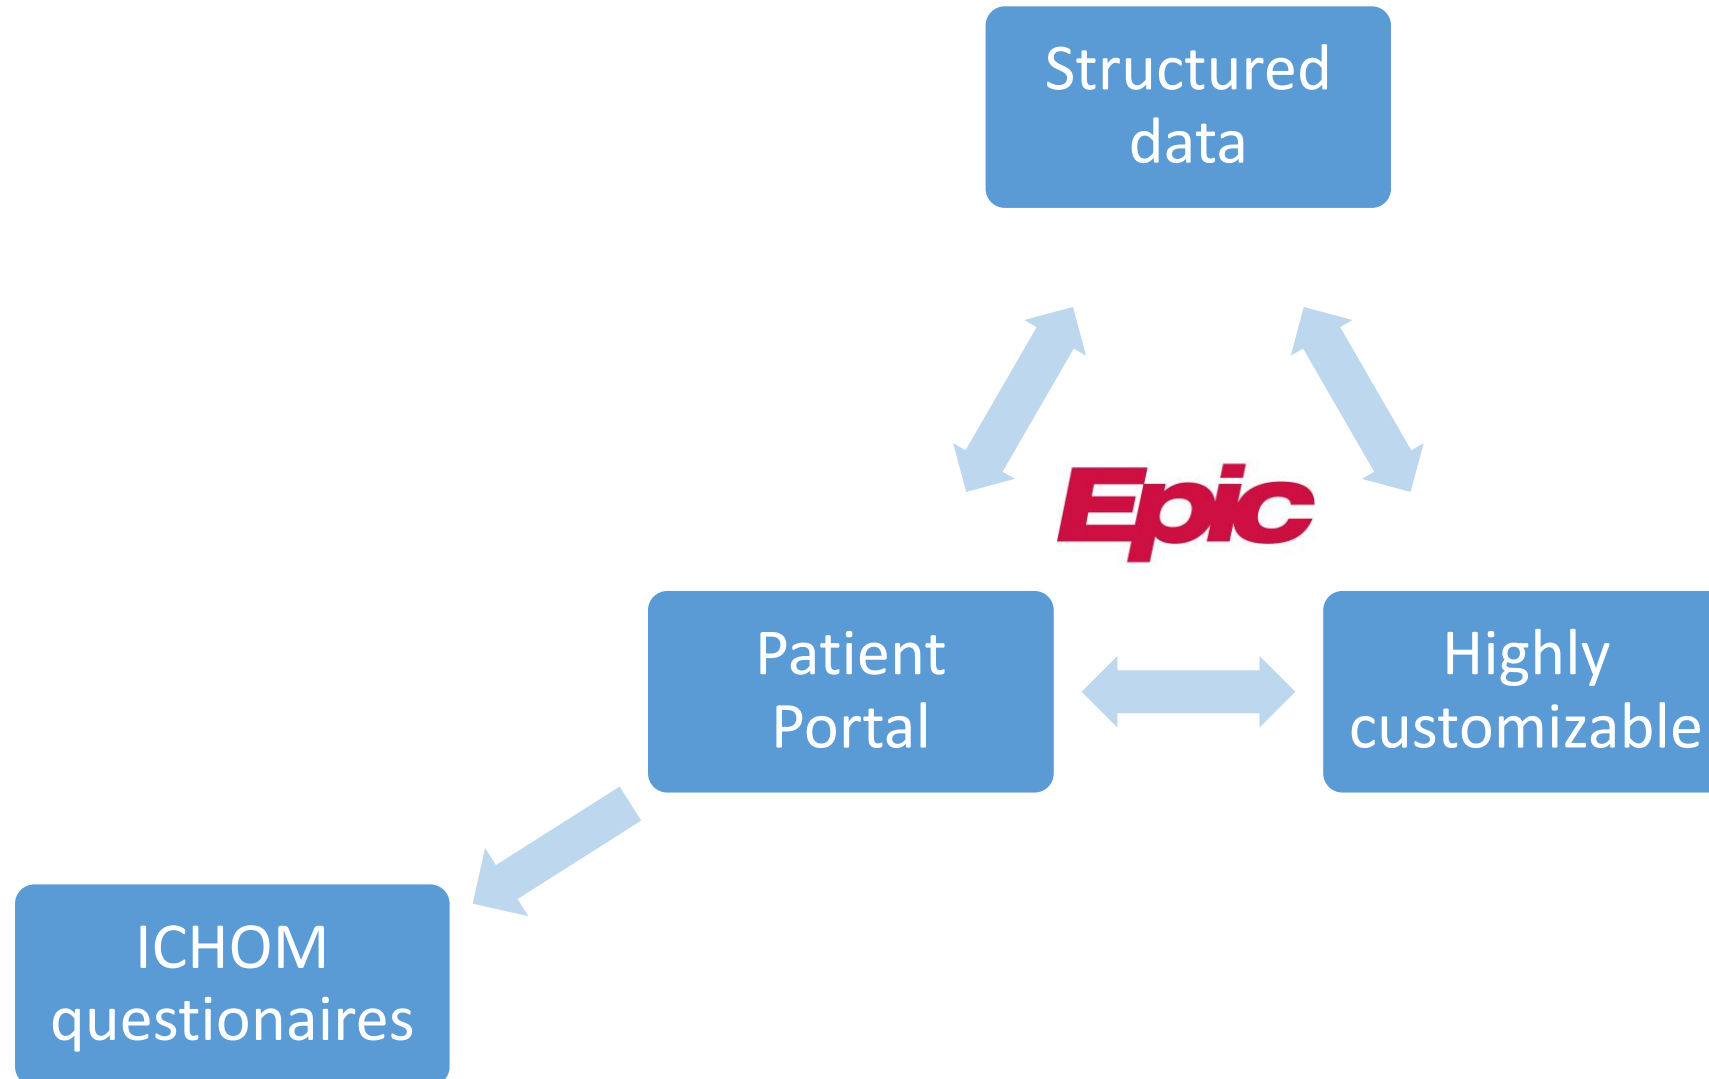 Structured
data
Epic
Patient
Portal
Highly
customizable
ICHOM
questionaires